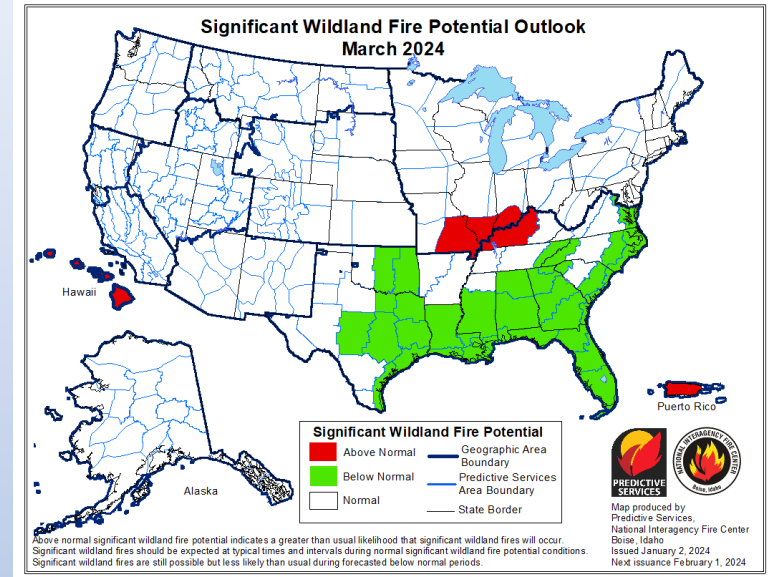 Significant Wildland Fire Potential Outlook
March 2024
Hawaii
Alaska
Puerto Rico
Significant Wildland Fire Potential
Above Normal
Below Normal
Normal
Geographic Area
Boundary
Predictive Services
Area Boundary
State Border
PREDICTIVE
SERVICES
NATIONAL INTERAGENCY FIRE CENTER
Boise, Idaho
Map produced by
Predictive Services,
National Interagency Fire Center
Boise, Idaho
Issued January 2, 2024
Next issuance February 1, 2024
Above normal significant wildland fire potential indicates a greater than usual likelihood that significant wildland fires will occur.
Significant wildland fires should be expected at typical times and intervals during normal significant wildland fire potential conditions.
Significant wildland fires are still possible but less likely than usual during forecasted below normal periods.